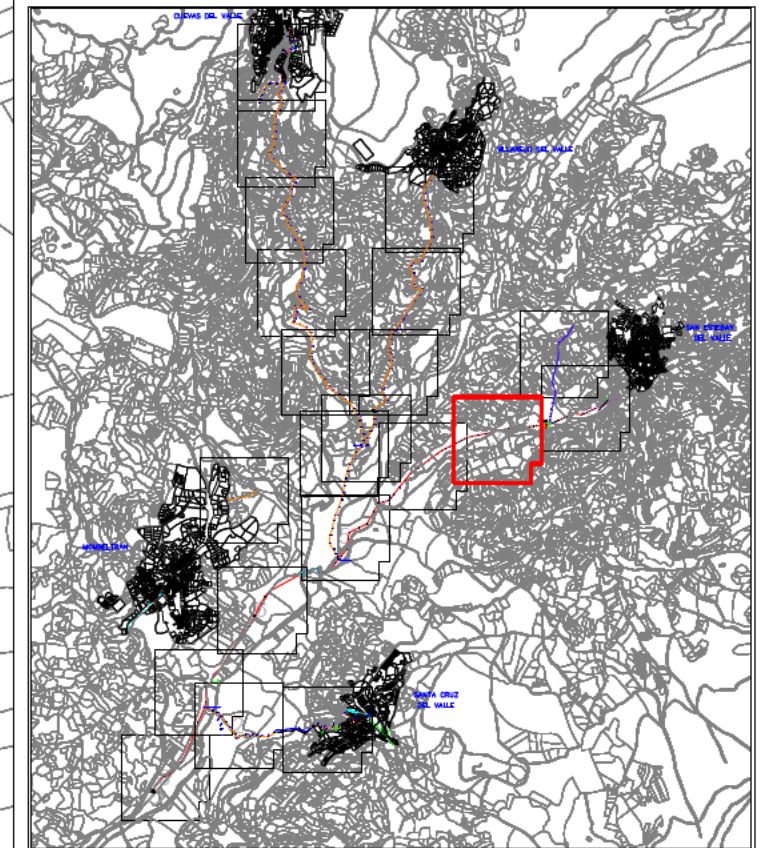 CUEVAS DEL VALLE
VILLAREJO DEL VALLE
SAN ESTEBAN
DEL VALLE
MOMBELTRAN
SANTA CRUZ
DEL VALLE